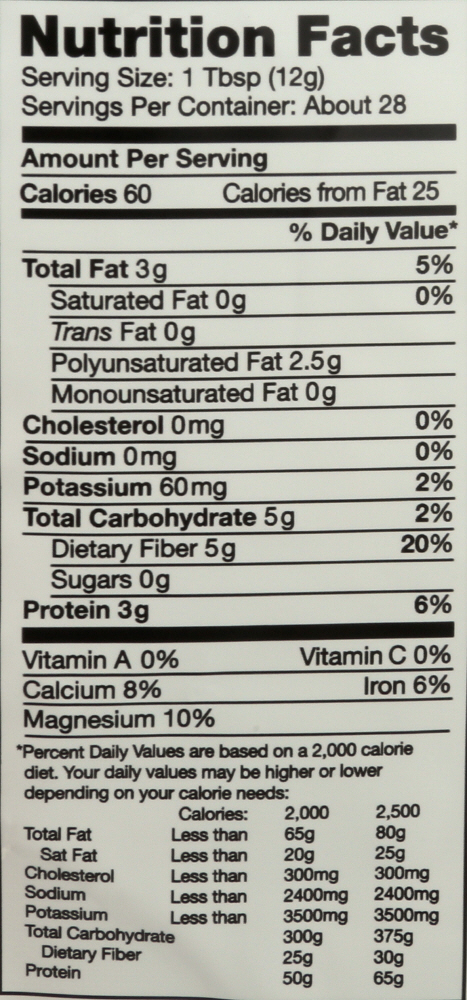 Nutrition Facts
Serving Size: 1 Tbsp (12g)
Servings Per Container: About 28
Amount Per Serving
Calories 60 Calories from Fat 25
% Daily Value*
Total Fat 3g 5%
Saturated Fat 0g 0%
Trans Fat 0g
Polyunsaturated Fat 2.5g
Monounsaturated Fat 0g
Cholesterol 0mg 0%
Sodium 0mg 0%
Potassium 60mg 2%
Total Carbohydrate 5g 2%
Dietary Fiber 5g 20%
Sugars 0g
Protein 3g 6%
Vitamin A 0% Vitamin C 0%
Calcium 8% Iron 6%
Magnesium 10%
*Percent Daily Values are based on a 2,000 calorie
diet. Your daily values may be higher or lower
depending on your calorie needs:
Calories: 2,000 2,500
Total Fat Less than 65g 80g
Sat Fat Less than 20g 25g
Cholesterol Less than 300mg 300mg
Sodium Less than 2400mg 2400mg
Potassium Less than 3500mg 3500mg
Total Carbohydrate 300g 375g
Dietary Fiber 25g 30g
Protein 50g 65g